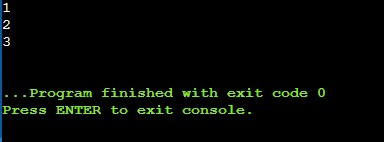 1
2
3
...Program finished with exit code 0
Press ENTER to exit console.